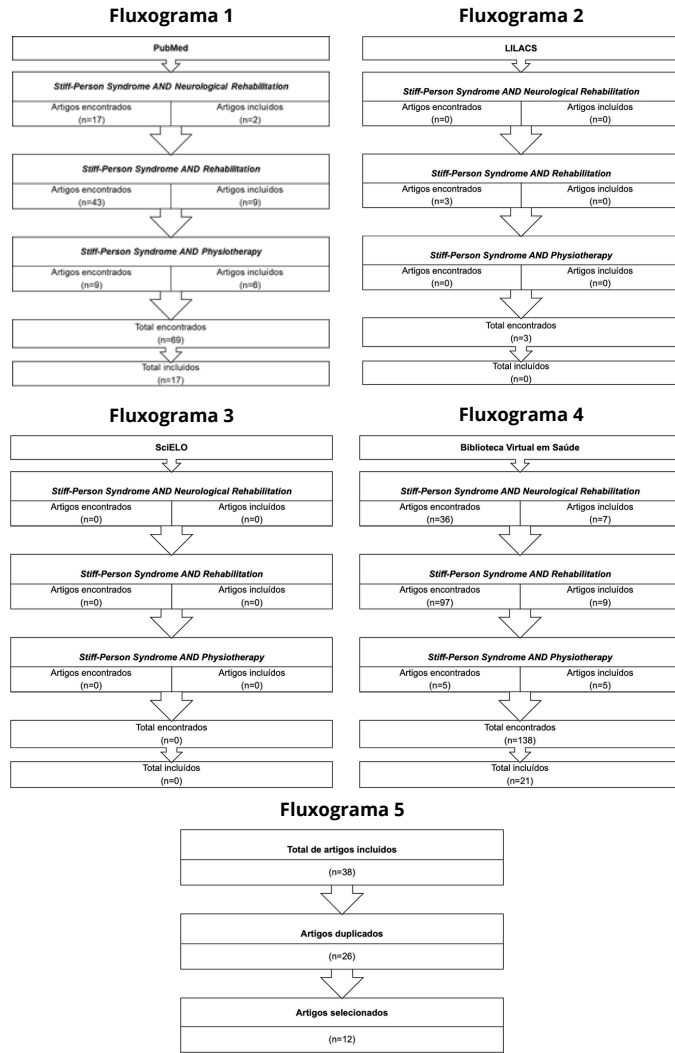 Fluxograma 1
PubMed
Stiff-Person Syndrome AND Neurological Rehabilitation
Artigos encontrados
(n=17)
Artigos incluídos
(n=2)
Stiff-Person Syndrome AND Rehabilitation
Artigos encontrados
(n=43)
Artigos incluídos
(n=9)
Stiff-Person Syndrome AND Physiotherapy
Artigos encontrados
(n=9)
Artigos incluídos
(n=6)
Total encontrados
(n=69)
Total incluídos
(n=17)
Fluxograma 2
LILACS
Stiff-Person Syndrome AND Neurological Rehabilitation
Artigos encontrados
(n=0)
Artigos incluídos
(n=0)
Stiff-Person Syndrome AND Rehabilitation
Artigos encontrados
(n=3)
Artigos incluídos
(n=0)
Stiff-Person Syndrome AND Physiotherapy
Artigos encontrados
(n=0)
Artigos incluídos
(n=0)
Total encontrados
(n=3)
Total incluídos
(n=0)
Fluxograma 3
SciELO
Stiff-Person Syndrome AND Neurological Rehabilitation
Artigos encontrados
(n=0)
Artigos incluídos
(n=0)
Stiff-Person Syndrome AND Rehabilitation
Artigos encontrados
(n=0)
Artigos incluídos
(n=0)
Stiff-Person Syndrome AND Physiotherapy
Artigos encontrados
(n=0)
Artigos incluídos
(n=0)
Total encontrados
(n=0)
Total incluídos
(n=0)
Fluxograma 4
Biblioteca Virtual em Saúde
Stiff-Person Syndrome AND Neurological Rehabilitation
Artigos encontrados
(n=36)
Artigos incluídos
(n=7)
Stiff-Person Syndrome AND Rehabilitation
Artigos encontrados
(n=97)
Artigos incluídos
(n=9)
Stiff-Person Syndrome AND Physiotherapy
Artigos encontrados
(n=5)
Artigos incluídos
(n=5)
Total encontrados
(n=138)
Total incluídos
(n=21)
Fluxograma 5
Total de artigos incluídos
(n=38)
Artigos duplicados
(n=26)
Artigos selecionados
(n=12)